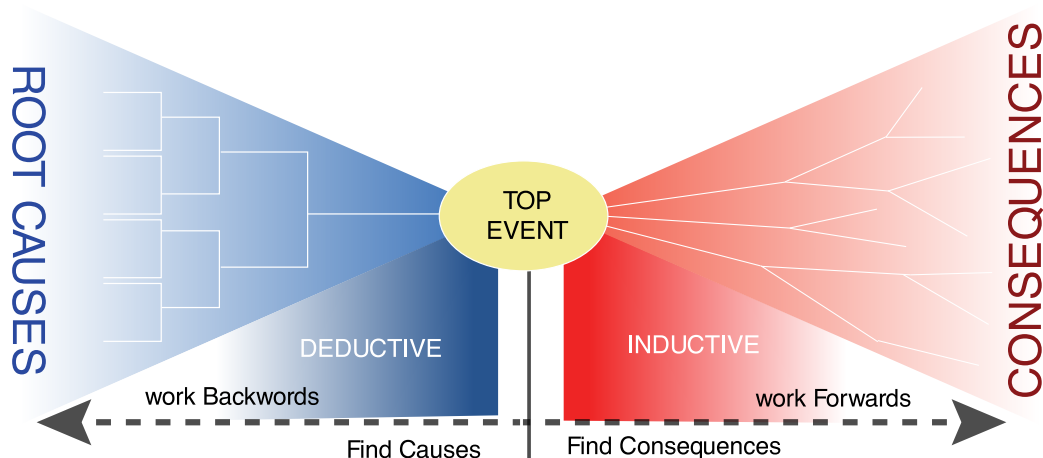 ROOT CAUSES
TOP
EVENT
CONSEQUENCES
DEDUCTIVE
INDUCTIVE
work Backwords
work Forwards
Find Causes
Find Consequences